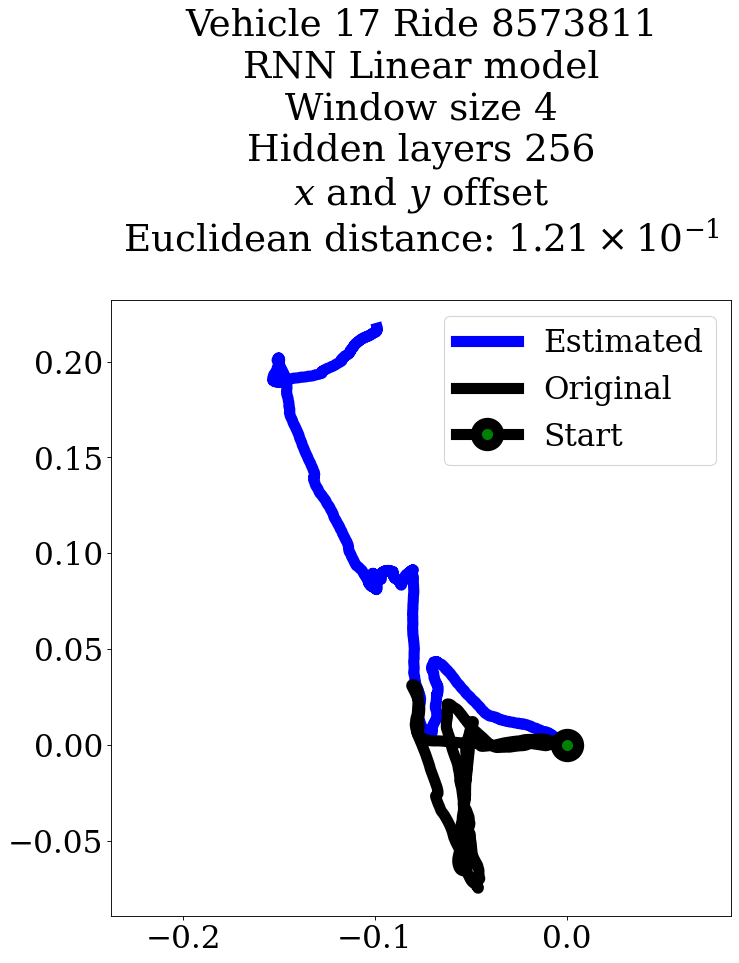 Vehicle 17 Ride 8573811
RNN Linear model
Window size 4
Hidden layers 256
x and y offset
Euclidean distance: 1.21 × 10⁻¹
Estimated
Original
Start
0.20
0.15
0.10
0.05
0.00
−0.05
−0.2
−0.1
0.0